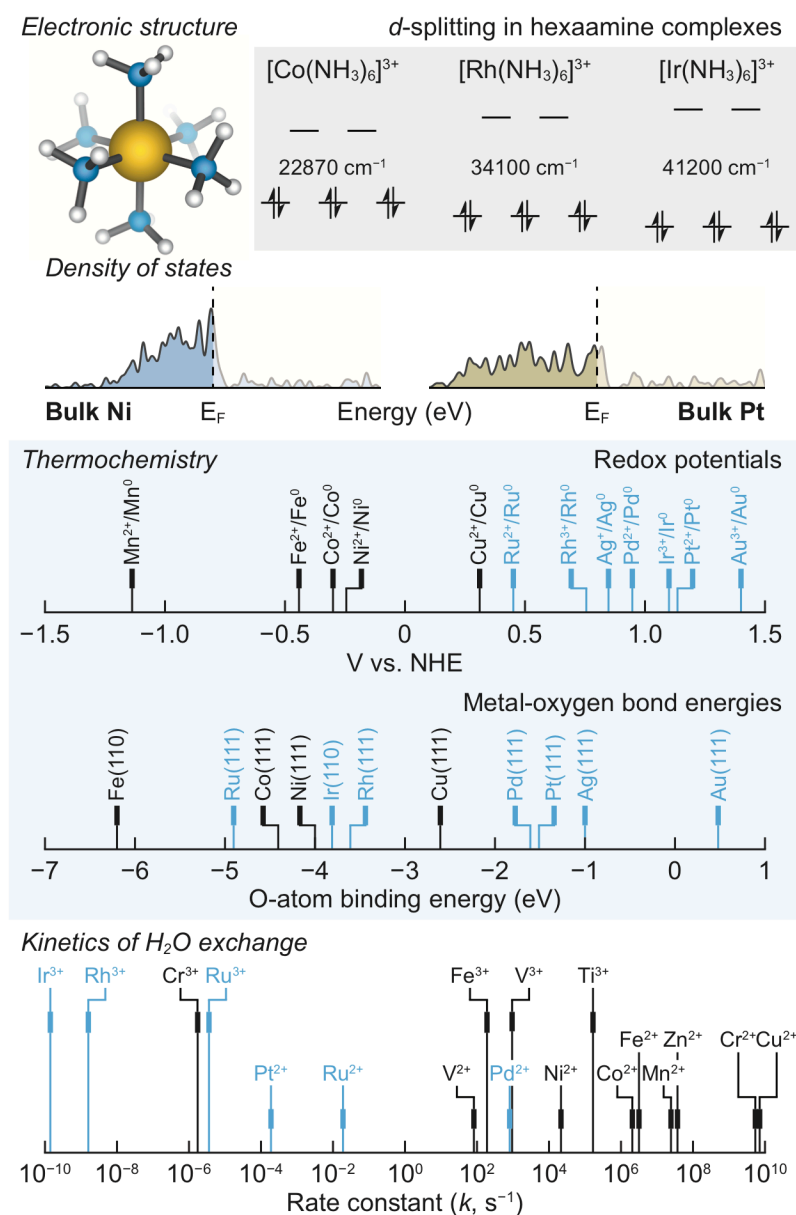 Electronic structure
d-splitting in hexaamine complexes
[Co(NH₃)₆]³⁺ [Rh(NH₃)₆]³⁺ [Ir(NH₃)₆]³⁺
22870 cm⁻¹ 34100 cm⁻¹ 41200 cm⁻¹
Density of states
Bulk Ni E_F Energy (eV) E_F Bulk Pt
Thermochemistry
Redox potentials
Mn²⁺/Mn⁰ Fe²⁺/Fe⁰ Co²⁺/Co⁰ Ni²⁺/Ni⁰ Cu²⁺/Cu⁰ Ru²⁺/Ru⁰ Rh³⁺/Rh⁰ Ag⁺/Ag⁰ Pd²⁺/Pd⁰ Ir³⁺/Ir⁰ Pt²⁺/Pt⁰ Au³⁺/Au⁰
−1.5 −1.0 −0.5 0 0.5 1.0 1.5
V vs. NHE
Metal-oxygen bond energies
Fe(110) Ru(111) Co(111) Ni(111) Ir(110) Rh(111) Cu(111) Pd(111) Pt(111) Ag(111) Au(111)
−7 −6 −5 −4 −3 −2 −1 0 1
O-atom binding energy (eV)
Kinetics of H₂O exchange
Ir³⁺ Rh³⁺ Cr³⁺ Ru³⁺ Fe³⁺ V³⁺ Ti³⁺
Fe²⁺ Zn²⁺ Cr²⁺ Cu²⁺
Pt²⁺ Ru²⁺ V²⁺ Pd²⁺ Ni²⁺ Co²⁺ Mn²⁺
10⁻¹⁰ 10⁻⁸ 10⁻⁶ 10⁻⁴ 10⁻² 10⁰ 10² 10⁴ 10⁶ 10⁸ 10¹⁰
Rate constant (k, s⁻¹)